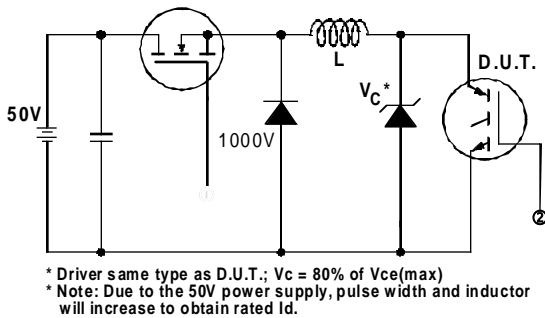 50V
1000V
L
V_C *
D.U.T.
①
②
* Driver same type as D.U.T.; Vc = 80% of Vce(max)
* Note: Due to the 50V power supply, pulse width and inductor
will increase to obtain rated Id.